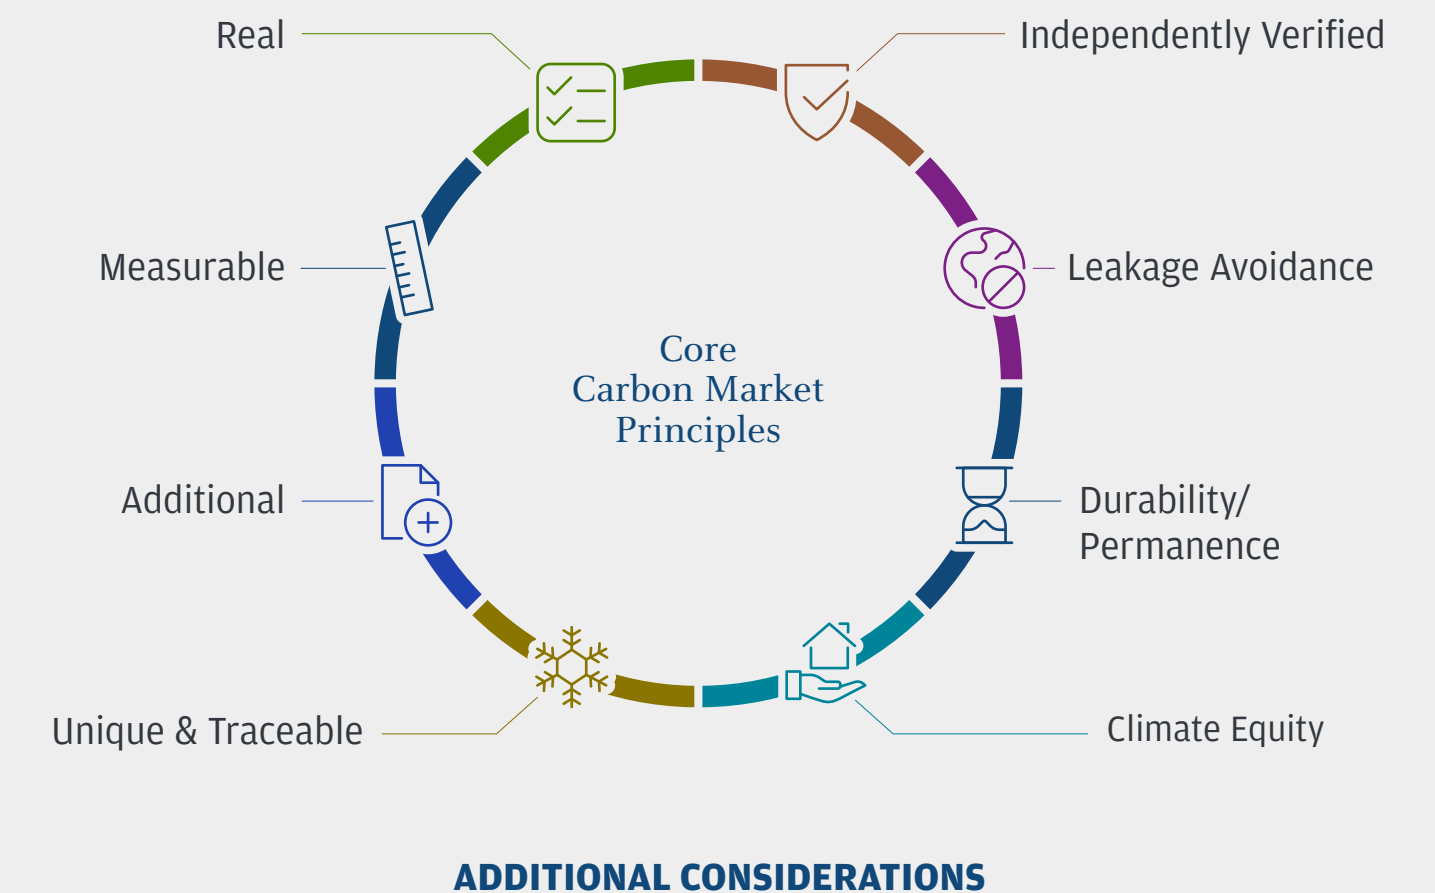 Real
Independently Verified
Measurable
Leakage Avoidance
Core
Carbon Market
Principles
Additional
Durability/
Permanence
Unique & Traceable
Climate Equity
ADDITIONAL CONSIDERATIONS